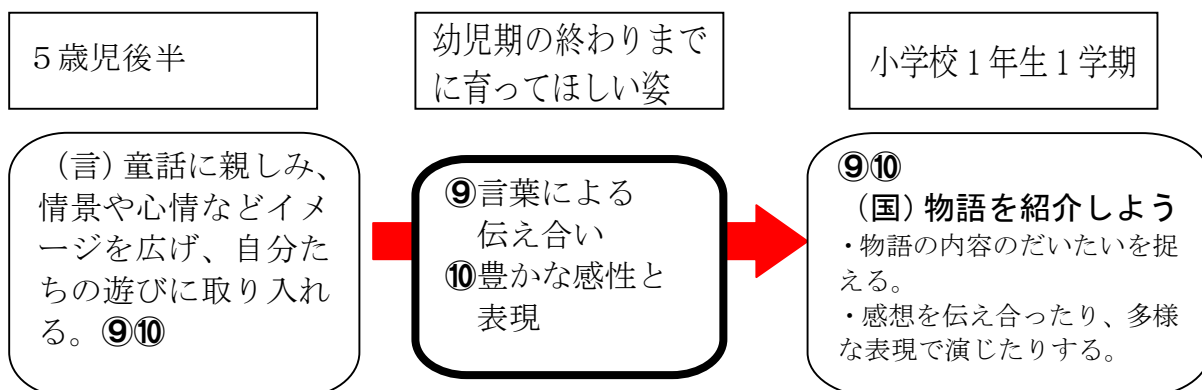 5歳児後半
幼児期の終わりまで
に育ってほしい姿
小学校1年生1学期
(言)童話に親しみ、
情景や心情などイメ
ージを広げ、自分た
ちの遊びに取り入れ
る。⑨⑩
⑨言葉による
伝え合い
⑩豊かな感性と
表現
⑨⑩
(国)物語を紹介しよう
・物語の内容のだいたいを捉
える。
・感想を伝え合ったり、多様
な表現で演じたりする。